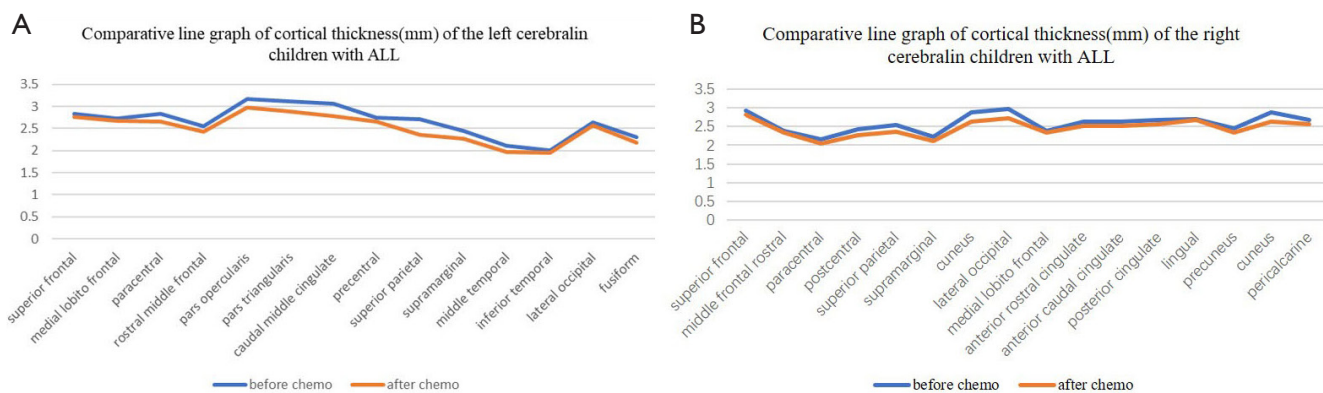 A
Comparative line graph of cortical thickness(mm) of the left cerebralin
children with ALL
3.5
3
2.5
2
1.5
1
0.5
0
superior frontal
medial lobito frontal
paracentral
rostral middle frontal
pars opercularis
pars triangularis
caudal middle cingulate
precentral
superior parietal
supramarginal
middle temporal
inferior temporal
lateral occipital
fusiform
before chemo
after chemo
B
Comparative line graph of cortical thickness(mm) of the right
cerebralin children with ALL
3.5
3
2.5
2
1.5
1
0.5
0
superior frontal
middle frontal rostral
paracentral
postcentral
superior parietal
supramarginal
cuneus
lateral occipital
medial lobito frontal
anterior rostral cingulate
anterior caudal cingulate
posterior cingulate
lingual
precuneus
cuneus
pericalcarine
before chemo
after chemo